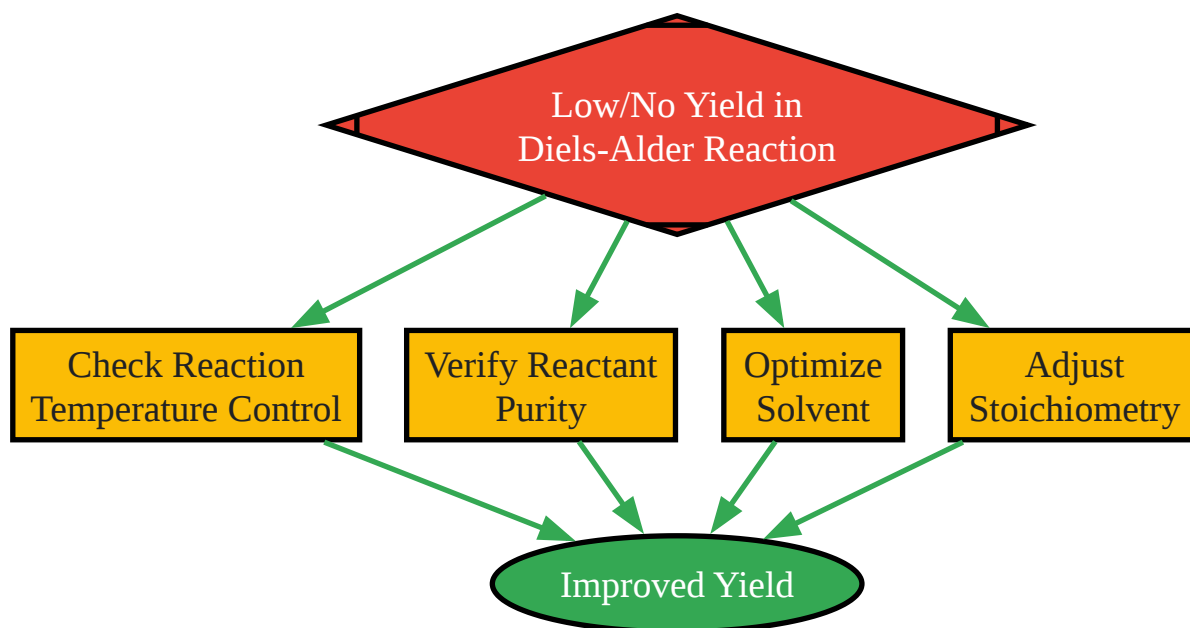 Low/No Yield in
Diels-Alder Reaction
Check Reaction
Temperature Control
Verify Reactant
Purity
Optimize
Solvent
Adjust
Stoichiometry
Improved Yield